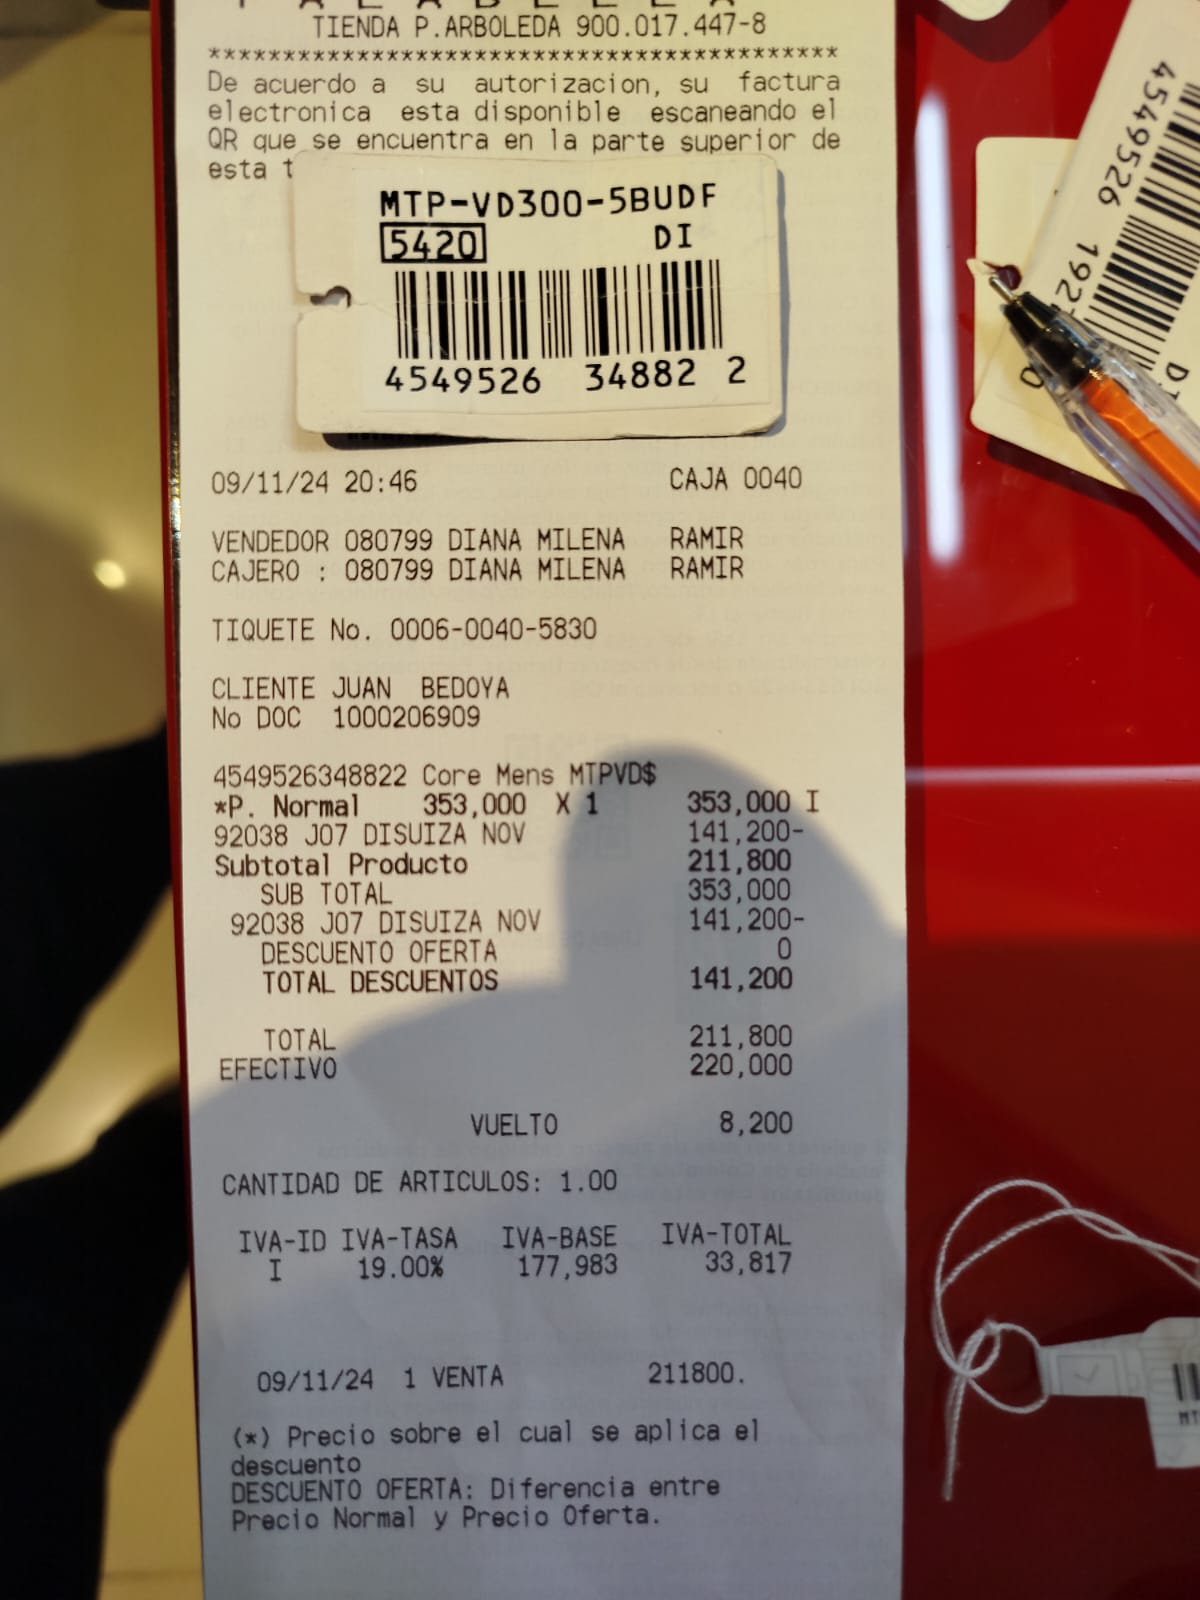 TIENDA P.ARBOLEDA 900.017.447-8
******************************************
De acuerdo a su autorizacion, su factura
electronica esta disponible escaneando el
QR que se encuentra en la parte superior de
esta
MTP-VD300-5BUDF
5420 DI
4549526 34882 2
09/11/24 20:46 CAJA 0040
VENDEDOR 080799 DIANA MILENA RAMIR
CAJERO : 080799 DIANA MILENA RAMIR
TIQUETE No. 0006-0040-5830
CLIENTE JUAN BEDOYA
No DOC 1000206909
4549526348822 Core Mens MTPVD$
*P. Normal 353,000 X 1 353,000 I
92038 J07 DISUIZA NOV 141,200-
Subtotal Producto 211,800
SUB TOTAL 353,000
92038 J07 DISUIZA NOV 141,200-
DESCUENTO OFERTA 0
TOTAL DESCUENTOS 141,200
TOTAL 211,800
EFECTIVO 220,000
VUELTO 8,200
CANTIDAD DE ARTICULOS: 1.00
IVA-ID IVA-TASA IVA-BASE IVA-TOTAL
I 19.00% 177,983 33,817
09/11/24 1 VENTA 211800.
(*) Precio sobre el cual se aplica el
descuento
DESCUENTO OFERTA: Diferencia entre
Precio Normal y Precio Oferta.
4549526